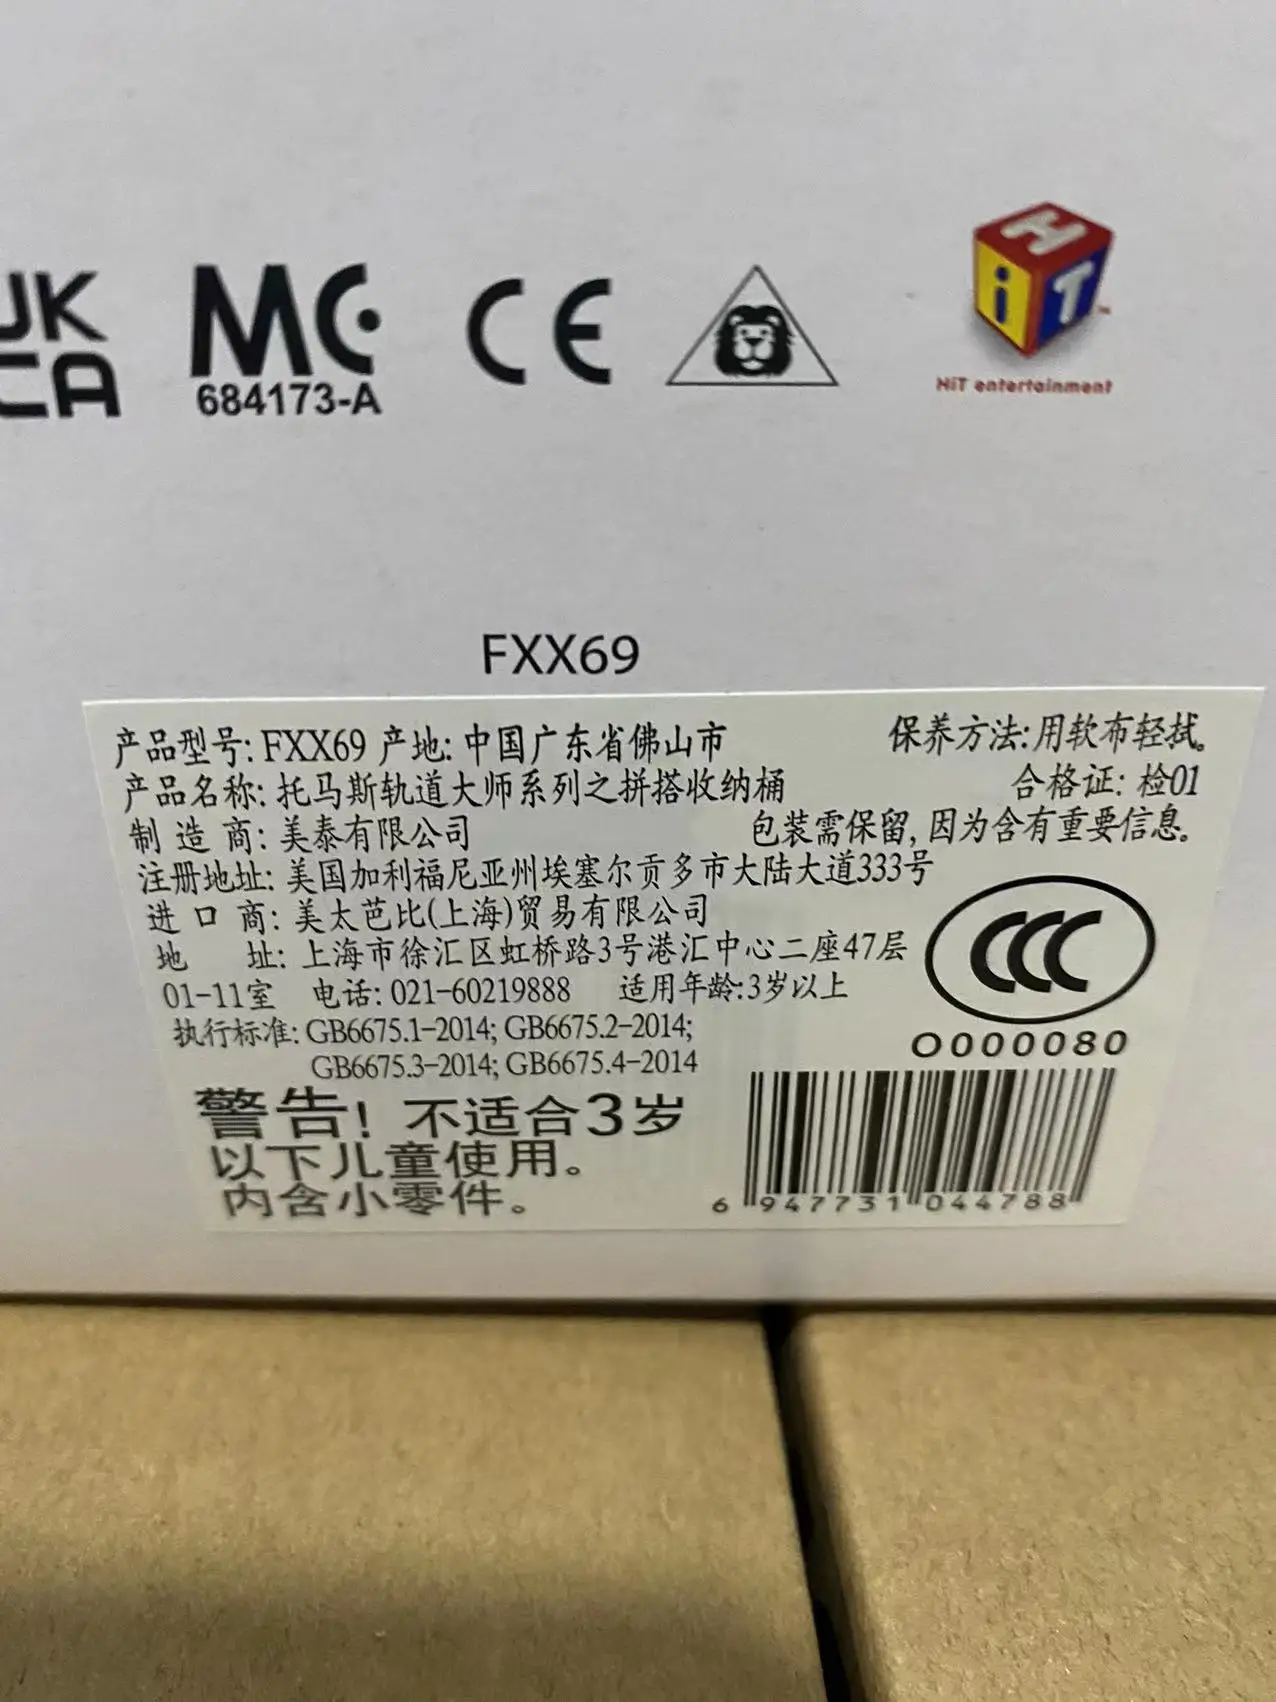 UK
CA
MC
684173-A
CE
HiT
HiT entertainment
FXX69
产品型号: FXX69 产地: 中国广东省佛山市
保养方法:用软布轻拭。
产品名称: 托马斯轨道大师系列之拼搭收纳桶
合格证: 检01
制 造 商: 美泰有限公司
包装需保留, 因为含有重要信息。
注册地址: 美国加利福尼亚州埃塞尔贡多市大陆大道333号
进 口 商: 美太芭比(上海)贸易有限公司
地 址: 上海市徐汇区虹桥路3号港汇中心二座47层
01-11室 电话: 021-60219888 适用年龄:3岁以上
CCC
O000080
执行标准: GB6675.1-2014; GB6675.2-2014;
GB6675.3-2014; GB6675.4-2014
警告! 不适合3岁
以下儿童使用。
内含小零件。
6 947731 044788